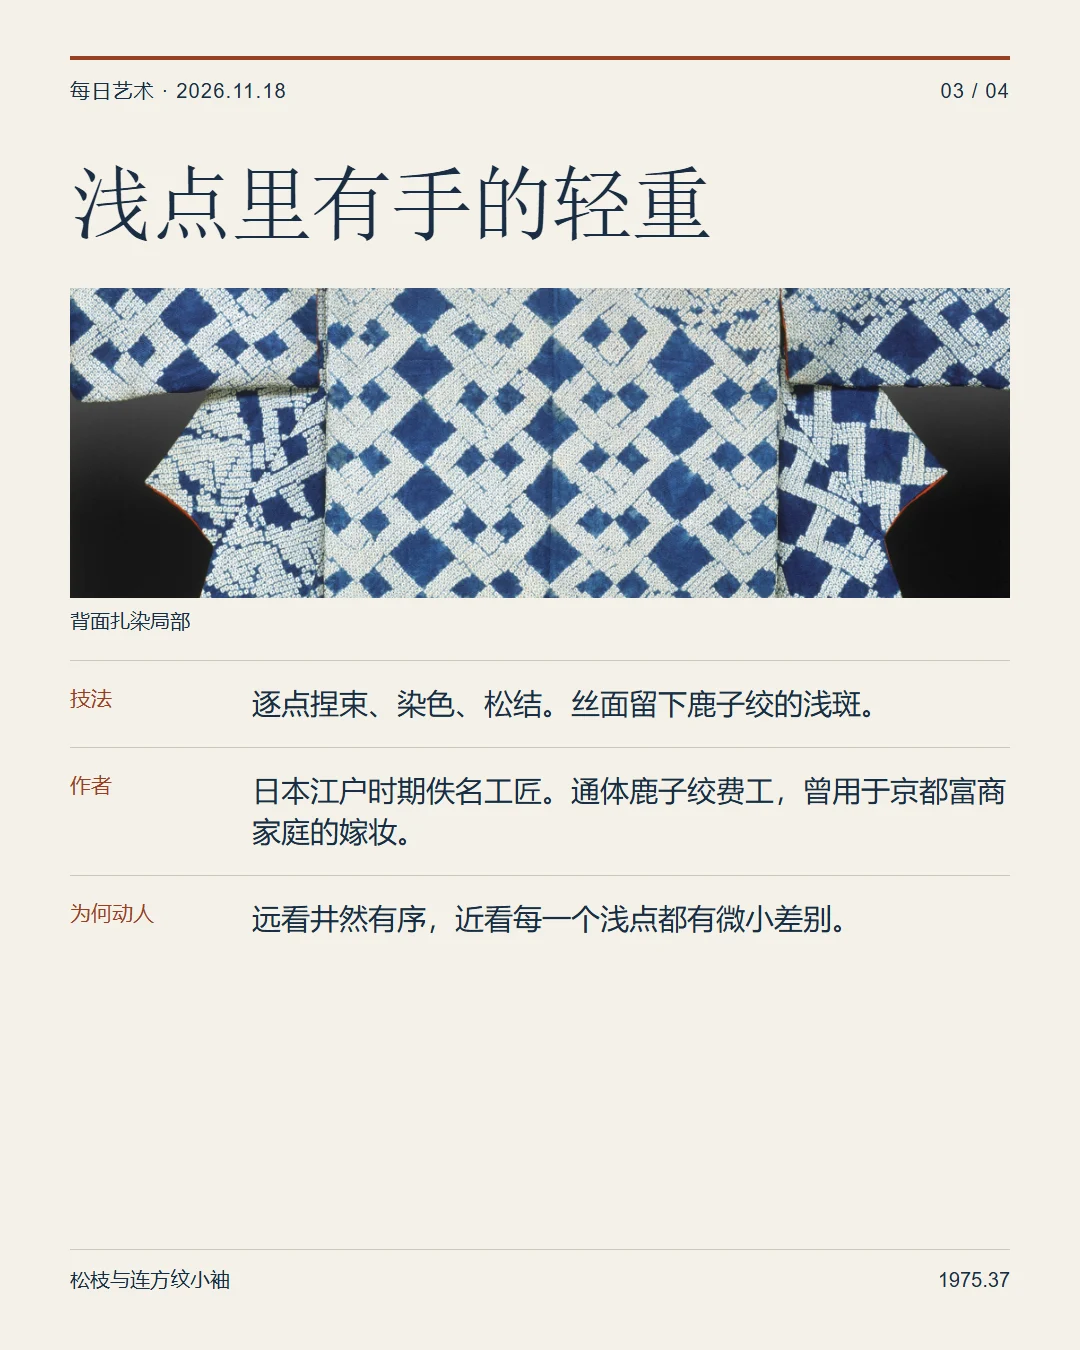 每日艺术 · 2026.11.18
03 / 04
浅点里有手的轻重
背面扎染局部
技法
逐点捏束、染色、松结。丝面留下鹿子绞的浅斑。
作者
日本江户时期佚名工匠。通体鹿子绞费工，曾用于京都富商
家庭的嫁妆。
为何动人
远看井然有序，近看每一个浅点都有微小差别。
松枝与连方纹小袖
1975.37